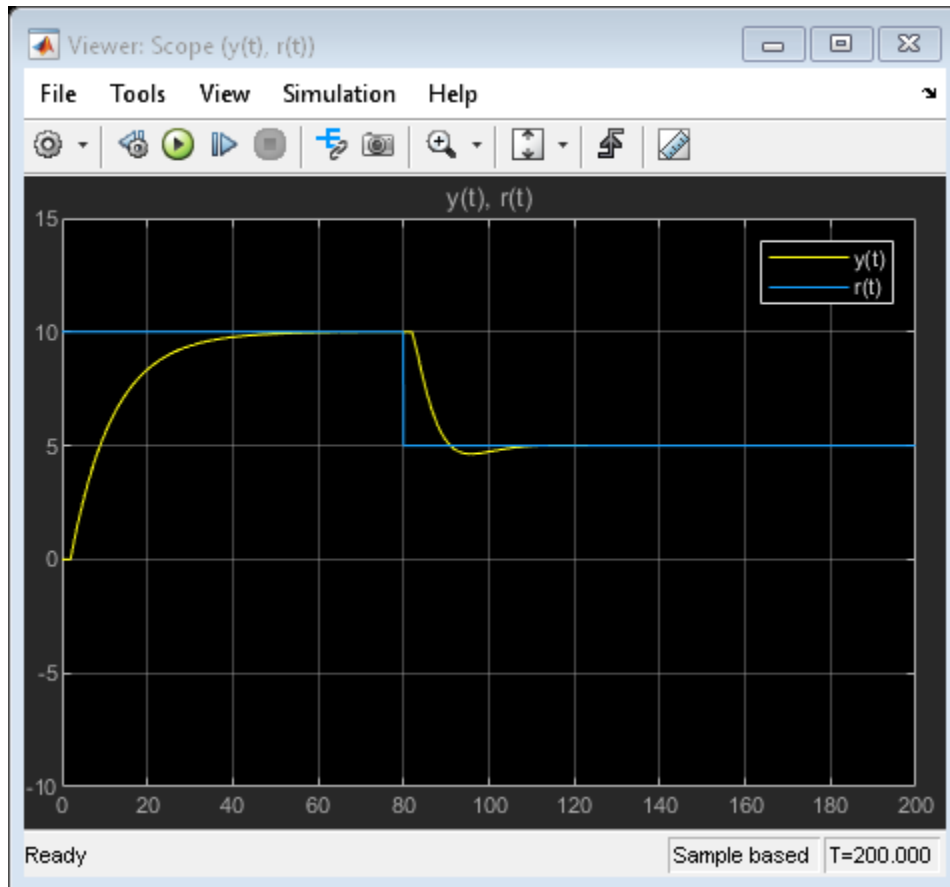 Viewer: Scope (y(t), r(t))
File Tools View Simulation Help
y(t), r(t)
15
y(t)
r(t)
10
5
0
-5
-10
0 20 40 60 80 100 120 140 160 180 200
Ready Sample based T=200.000